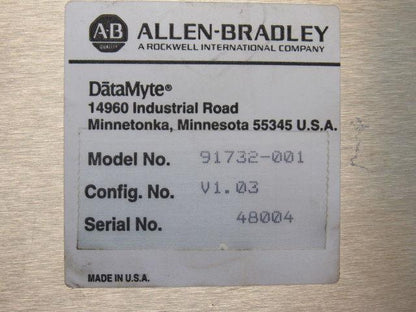 A-B
QUALITY
ALLEN-BRADLEY
A ROCKWELL INTERNATIONAL COMPANY
DataMyte®
14960 Industrial Road
Minnetonka, Minnesota 55345 U.S.A.
Model No. 91732-001
Config. No. V1.03
Serial No. 48004
MADE IN U.S.A.